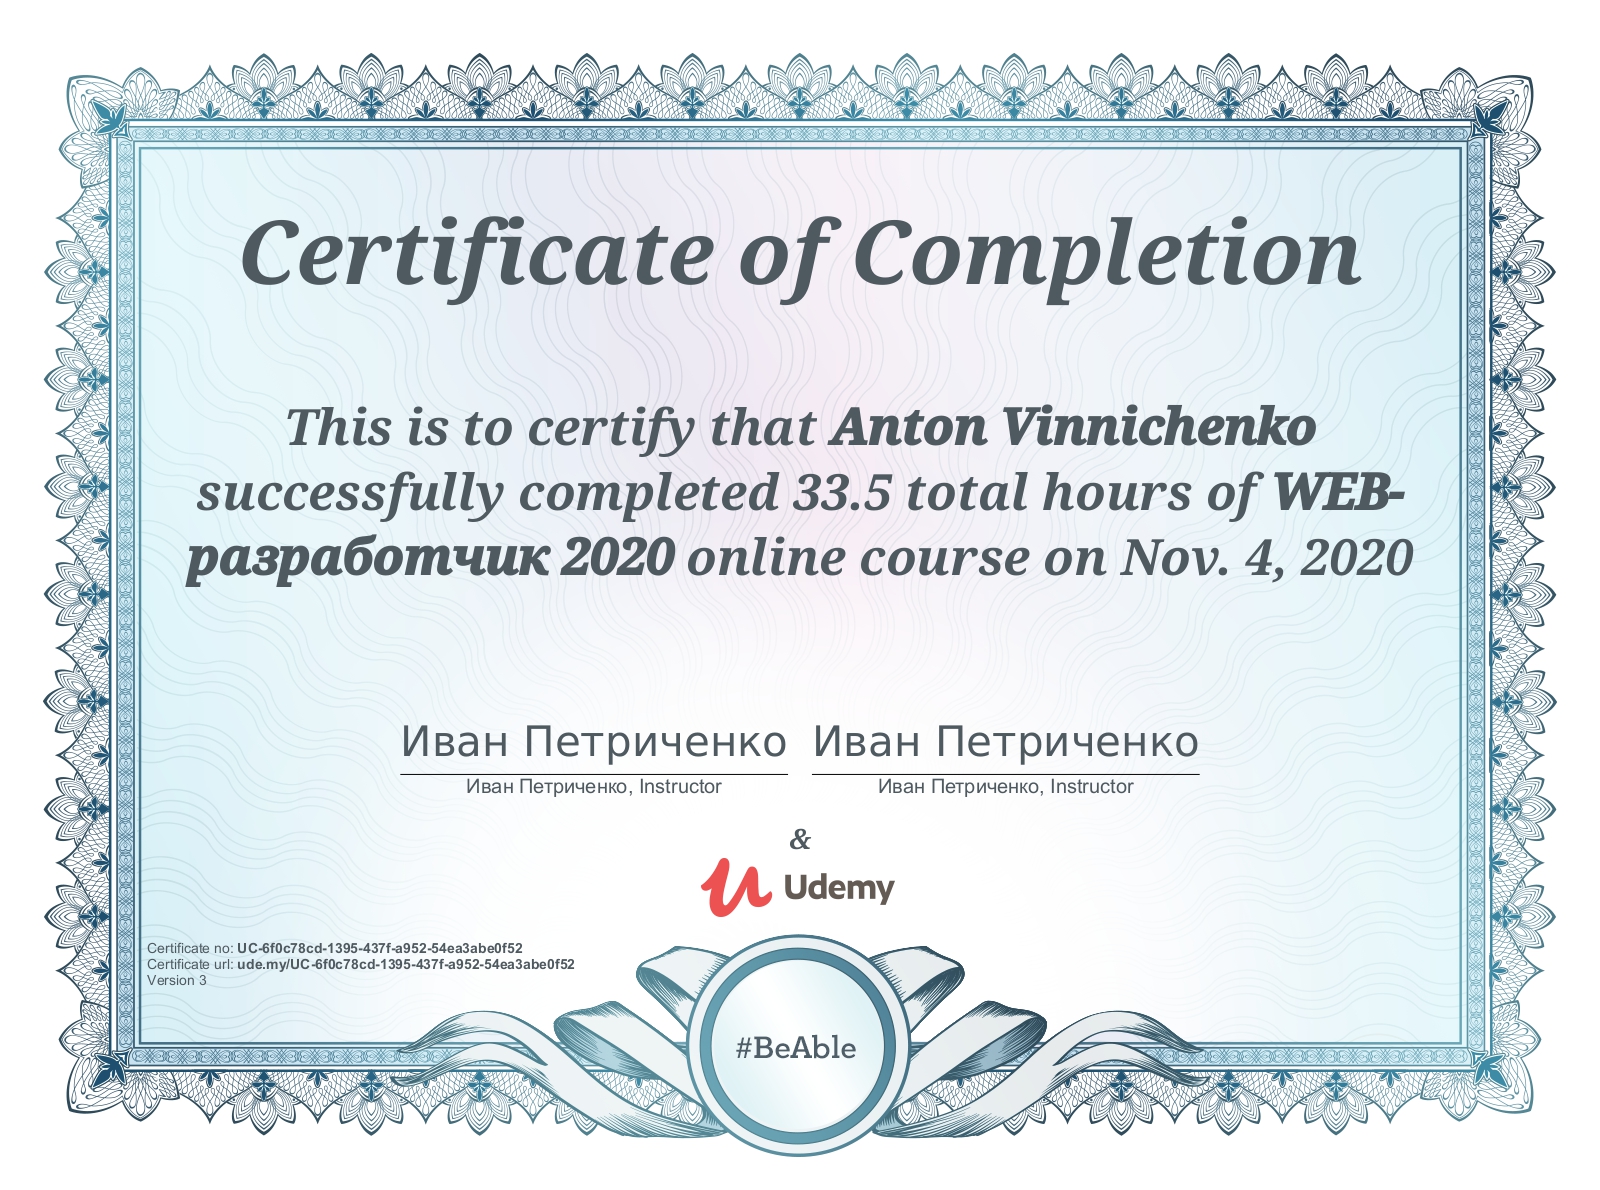 Certificate of Completion
This is to certify that Anton Vinnichenko
successfully completed 33.5 total hours of WEB-
разработчик 2020 online course on Nov. 4, 2020
Иван Петриченко Иван Петриченко
Иван Петриченко, Instructor Иван Петриченко, Instructor
&
Udemy
Certificate no: UC-6f0c78cd-1395-437f-a952-54ea3abe0f52
Certificate url: ude.my/UC-6f0c78cd-1395-437f-a952-54ea3abe0f52
Version 3
#BeAble